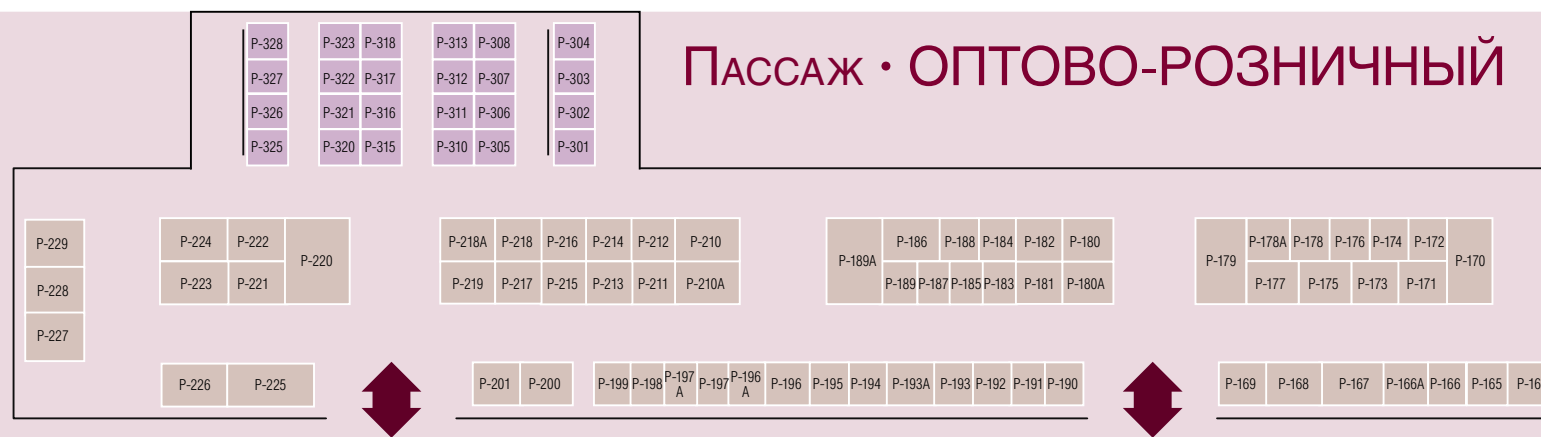 Пассаж · ОПТОВО-РОЗНИЧНЫЙ
Р-328 Р-323 Р-318 Р-313 Р-308 Р-304
Р-327 Р-322 Р-317 Р-312 Р-307 Р-303
Р-326 Р-321 Р-316 Р-311 Р-306 Р-302
Р-325 Р-320 Р-315 Р-310 Р-305 Р-301
Р-229 Р-224 Р-222 Р-220 Р-218А Р-218 Р-216 Р-214 Р-212 Р-210 Р-189А Р-186 Р-188 Р-184 Р-182 Р-180 Р-179 Р-178А Р-178 Р-176 Р-174 Р-172 Р-170
Р-228 Р-223 Р-221 Р-219 Р-217 Р-215 Р-213 Р-211 Р-210А Р-189 Р-187 Р-185 Р-183 Р-181 Р-180А Р-177 Р-175 Р-173 Р-171
Р-227
Р-226 Р-225 Р-201 Р-200 Р-199 Р-198 Р-197А Р-197 Р-196А Р-196 Р-195 Р-194 Р-193А Р-193 Р-192 Р-191 Р-190 Р-169 Р-168 Р-167 Р-166А Р-166 Р-165